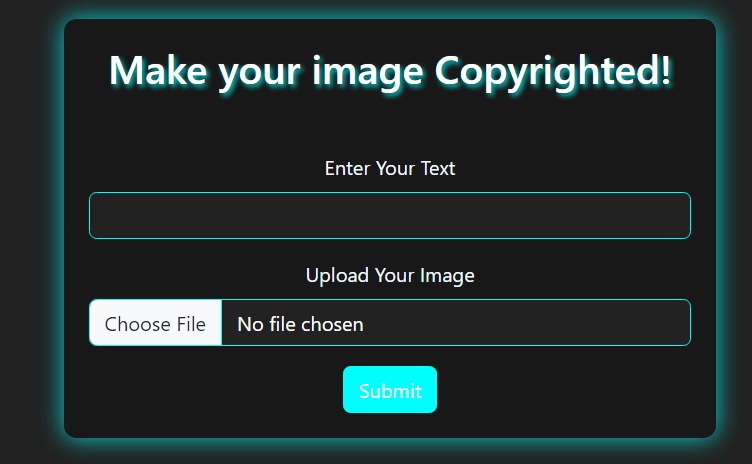 Make your image Copyrighted!
Enter Your Text
Upload Your Image
Choose File No file chosen
Submit